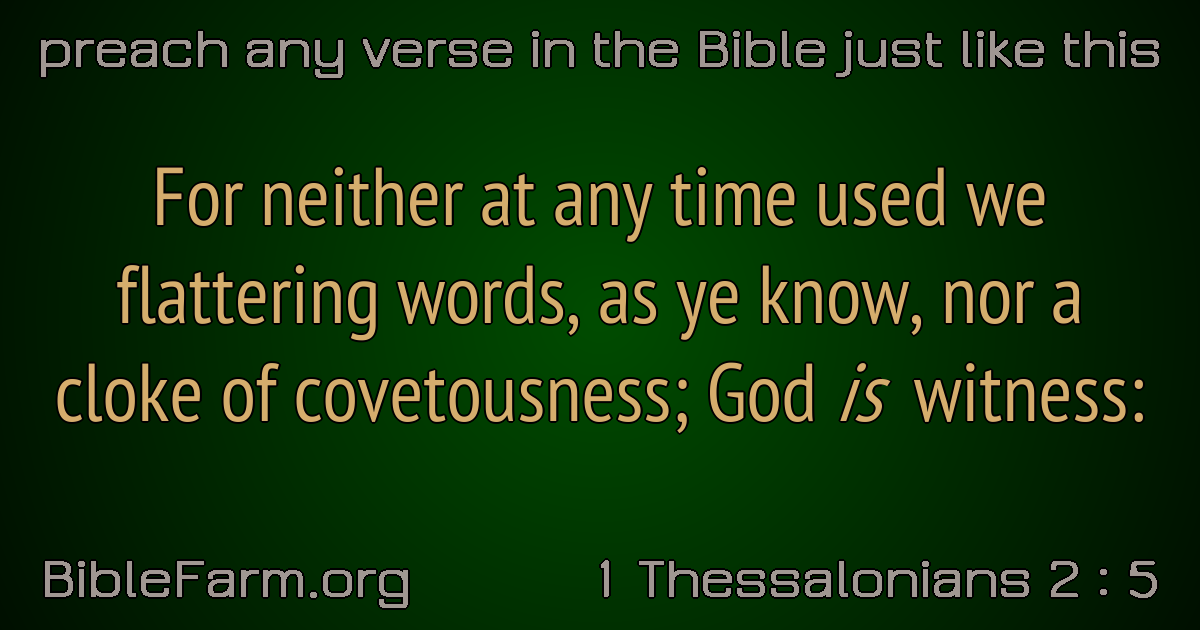 preach any verse in the Bible just like this
For neither at any time used we
flattering words, as ye know, nor a
cloke of covetousness; God is witness:
BibleFarm.org
1 Thessalonians 2 : 5